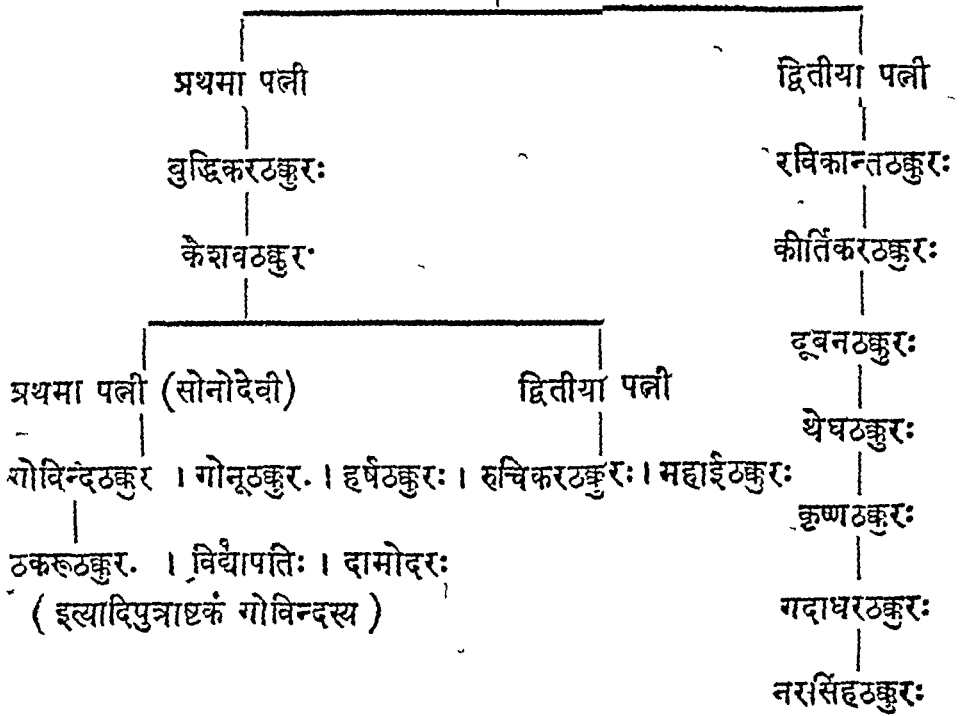 प्रथमा पत्नी द्वितीया पत्नी
बुद्धिकरठक्कुरः रविकान्तठक्कुरः
केशवठक्कुरः कीर्तिकरठक्कुरः
दूबनठक्कुरः
प्रथमा पत्नी (सोनोदेवी) द्वितीया पत्नी
थेघठक्कुरः
गोविन्दठक्कुर । गोनूठक्कुर. । हर्षठक्कुरः । रुचिकरठक्कुरः । महाईठक्कुरः
कृष्णठक्कुरः
ठकरूठक्कुर. । विद्यापतिः । दामोदरः
( इत्यादिपुत्राष्टकं गोविन्दस्य ) गदाधरठक्कुरः
नरसिंहठक्कुरः